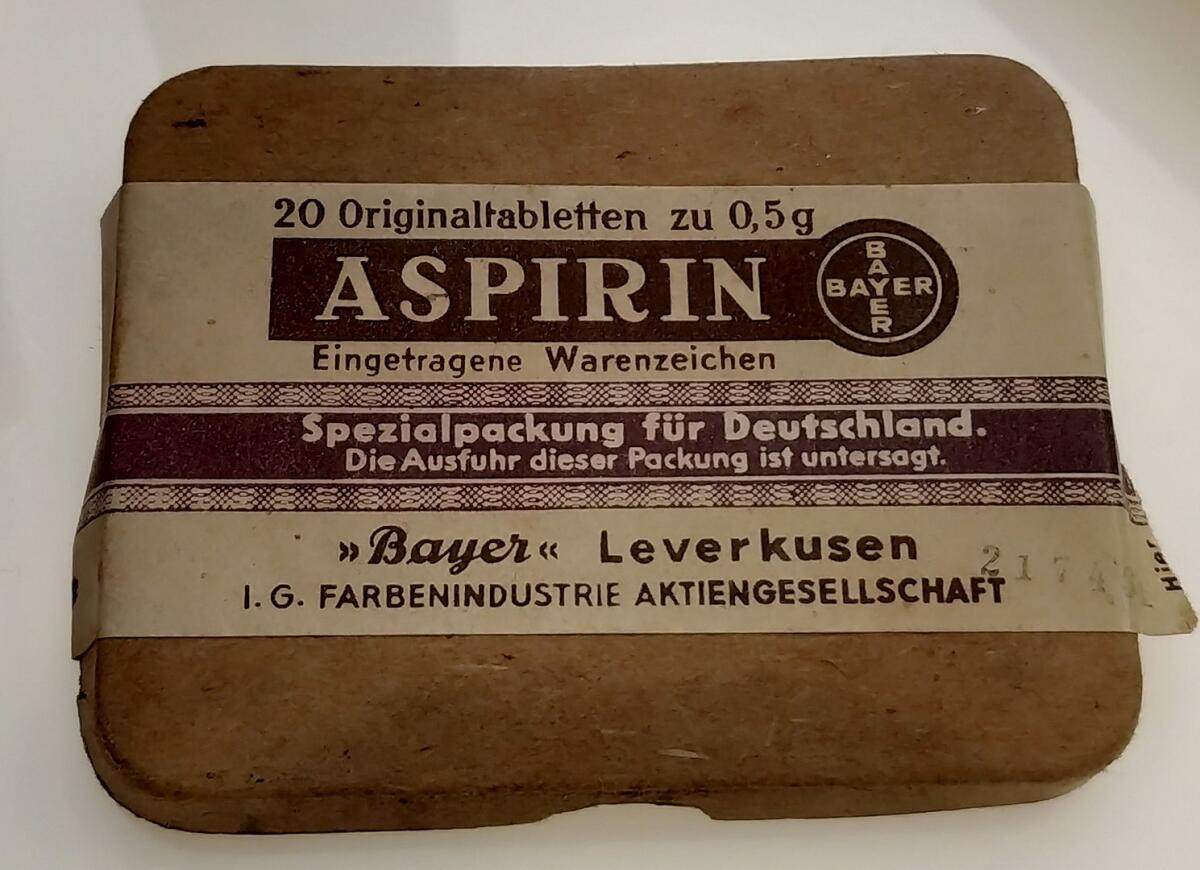 20 Originaltabletten zu 0,5g
ASPIRIN
BAYER
BAYER
Eingetragene Warenzeichen
Spezialpackung für Deutschland.
Die Ausfuhr dieser Packung ist untersagt.
»Bayer« Leverkusen
I. G. FARBENINDUSTRIE AKTIENGESELLSCHAFT
Hier